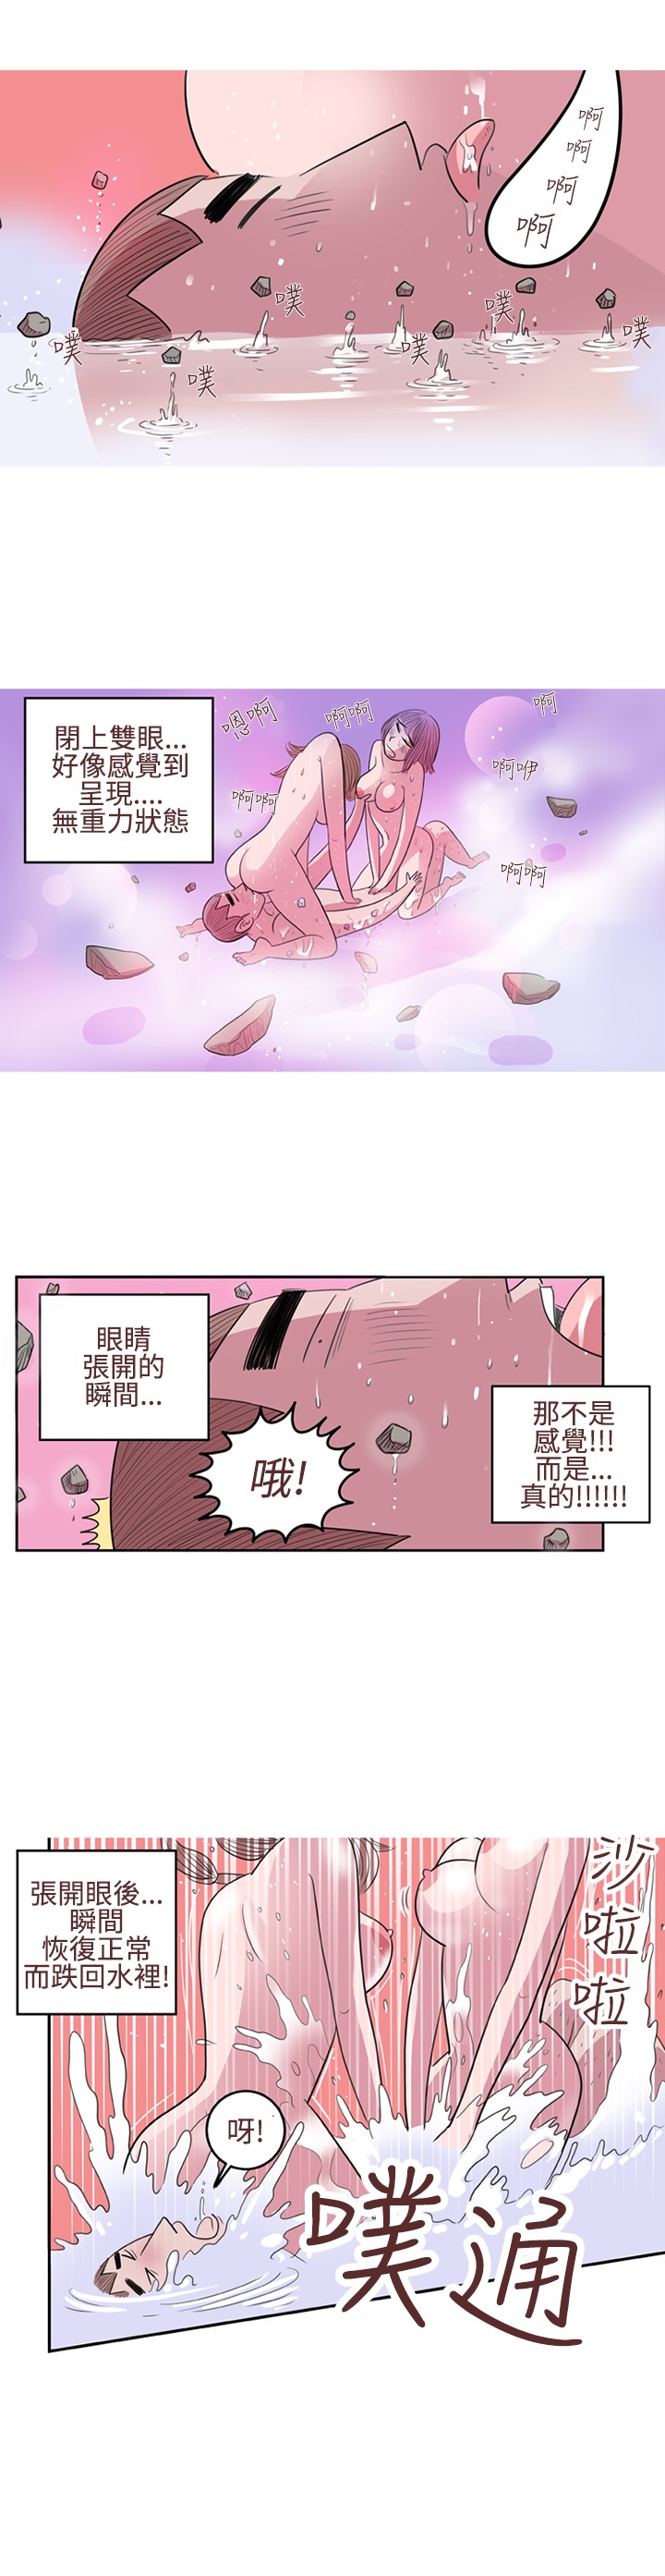 啊
啊
啊
啊
噗
噗
噗
噗
噗
噗
閉上雙眼...
好像感覺到
呈現....
無重力狀態
嗯啊
啊啊
啊
啊咿
啊啊
啊啊
眼睛
張開的
瞬間...
哦!
那不是
感覺!!!
而是...
真的!!!!!!
張開眼後...
瞬間
恢復正常
而跌回水裡!
沙啦啦
呀!
噗通